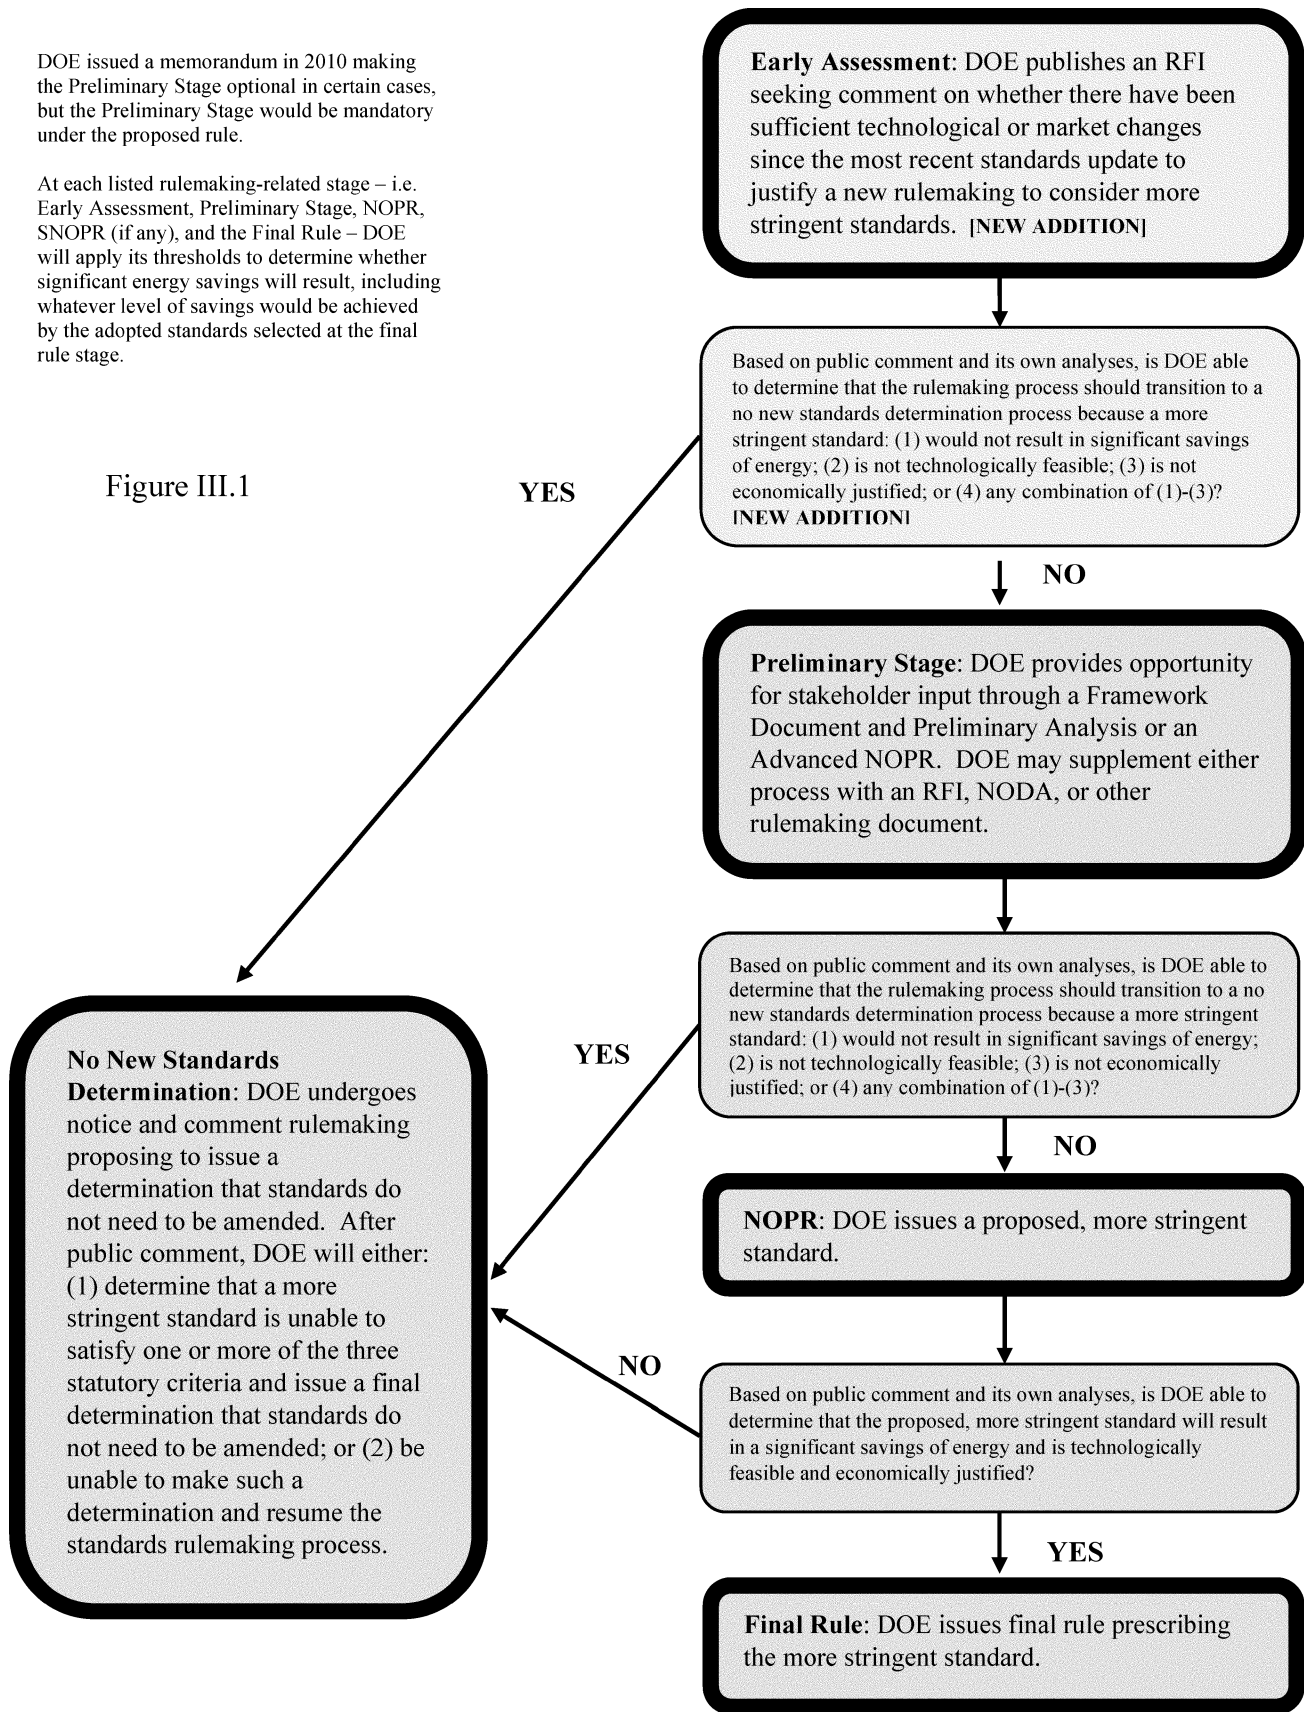 DOE issued a memorandum in 2010 making
the Preliminary Stage optional in certain cases,
but the Preliminary Stage would be mandatory
under the proposed rule.
At each listed rulemaking-related stage – i.e.
Early Assessment, Preliminary Stage, NOPR,
SNOPR (if any), and the Final Rule – DOE
will apply its thresholds to determine whether
significant energy savings will result, including
whatever level of savings would be achieved
by the adopted standards selected at the final
rule stage.
Figure III.1
Early Assessment: DOE publishes an RFI
seeking comment on whether there have been
sufficient technological or market changes
since the most recent standards update to
justify a new rulemaking to consider more
stringent standards. [NEW ADDITION]
Based on public comment and its own analyses, is DOE able
to determine that the rulemaking process should transition to a
no new standards determination process because a more
stringent standard: (1) would not result in significant savings
of energy; (2) is not technologically feasible; (3) is not
economically justified; or (4) any combination of (1)-(3)?
[NEW ADDITION]
YES
NO
Preliminary Stage: DOE provides opportunity
for stakeholder input through a Framework
Document and Preliminary Analysis or an
Advanced NOPR. DOE may supplement either
process with an RFI, NODA, or other
rulemaking document.
Based on public comment and its own analyses, is DOE able to
determine that the rulemaking process should transition to a no
new standards determination process because a more stringent
standard: (1) would not result in significant savings of energy;
(2) is not technologically feasible; (3) is not economically
justified; or (4) any combination of (1)-(3)?
YES
NO
No New Standards
Determination: DOE undergoes
notice and comment rulemaking
proposing to issue a
determination that standards do
not need to be amended. After
public comment, DOE will either:
(1) determine that a more
stringent standard is unable to
satisfy one or more of the three
statutory criteria and issue a final
determination that standards do
not need to be amended; or (2) be
unable to make such a
determination and resume the
standards rulemaking process.
NOPR: DOE issues a proposed, more stringent
standard.
NO
Based on public comment and its own analyses, is DOE able to
determine that the proposed, more stringent standard will result
in a significant savings of energy and is technologically
feasible and economically justified?
YES
Final Rule: DOE issues final rule prescribing
the more stringent standard.